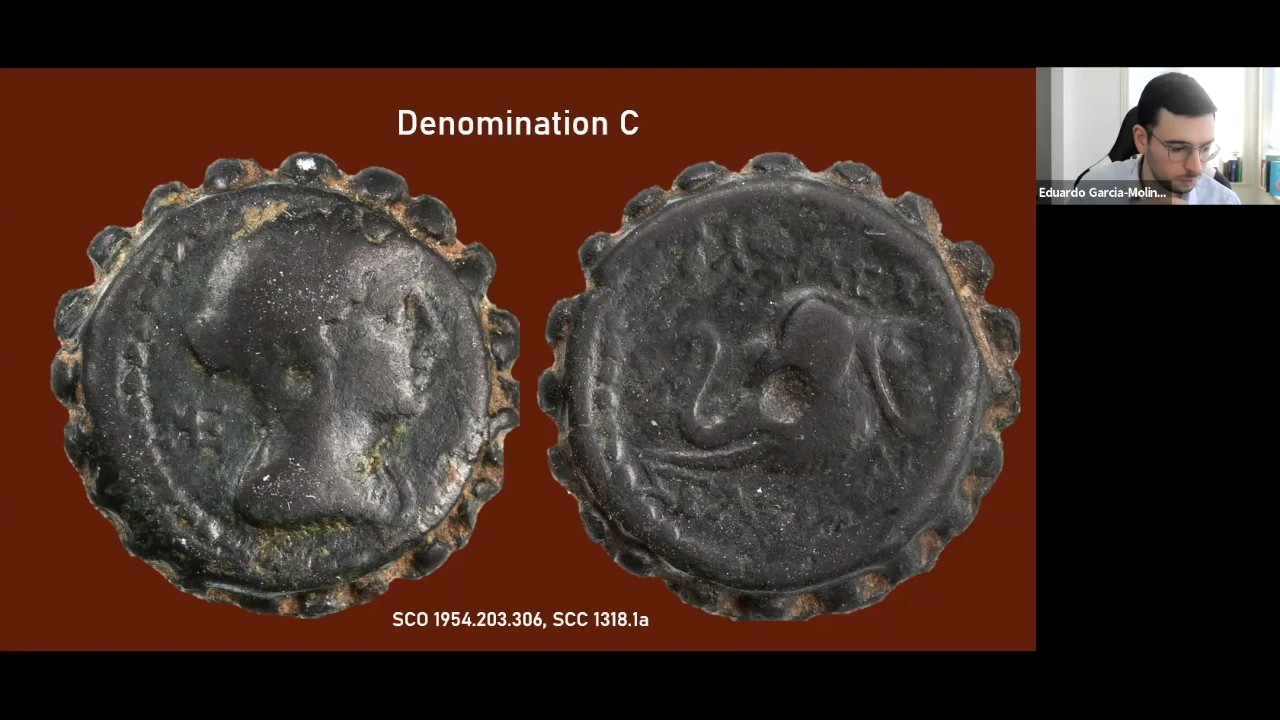 Denomination C
Eduardo Garcia-Molin...
SCO 1954.203.306, SCC 1318.1a